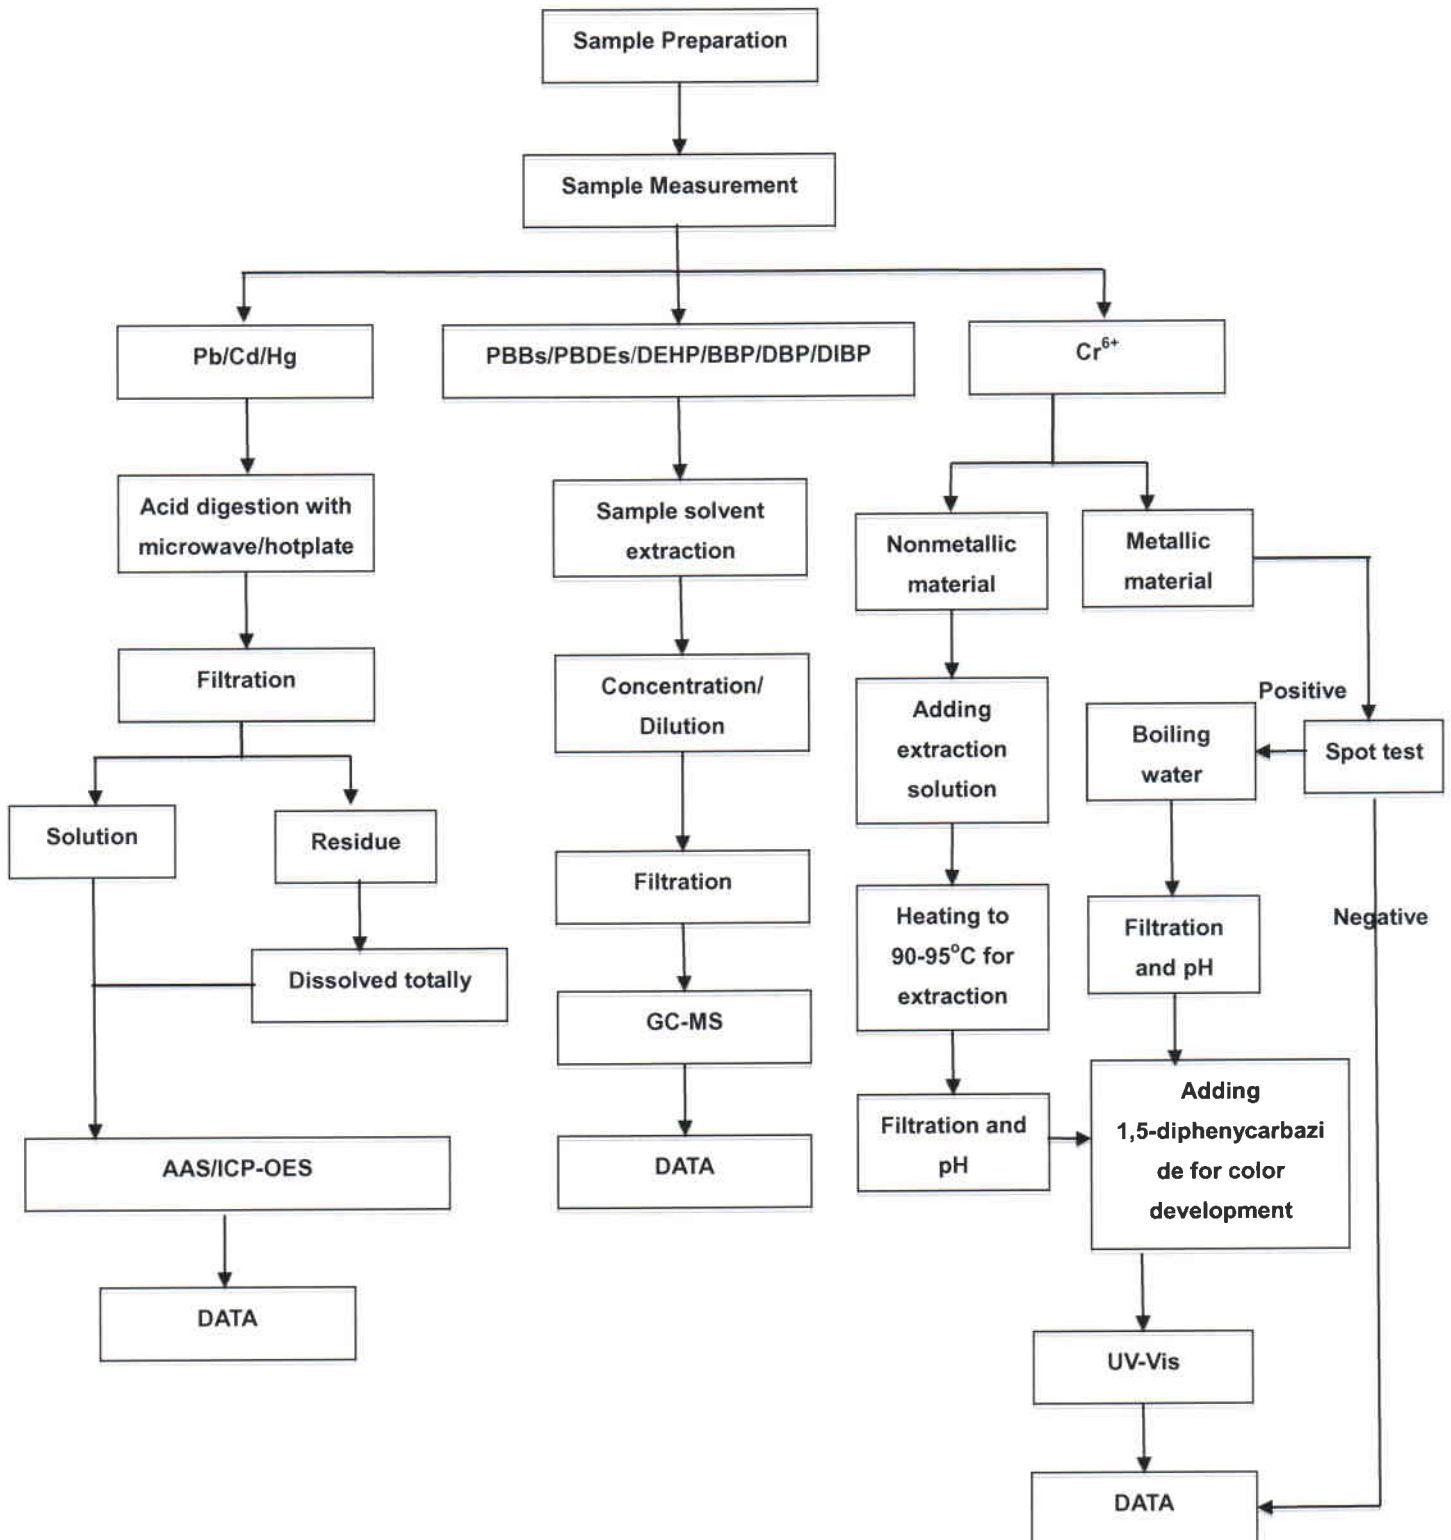 Sample Preparation
Sample Measurement
Pb/Cd/Hg
PBBs/PBDEs/DEHP/BBP/DBP/DIBP
Cr6+
Acid digestion with
microwave/hotplate
Sample solvent
extraction
Nonmetallic
material
Metallic
material
Filtration
Concentration/
Dilution
Adding
extraction
solution
Positive
Boiling
water
Spot test
Solution
Residue
Filtration
Heating to
90-95°C for
extraction
Filtration
and pH
Negative
Dissolved totally
GC-MS
Filtration and
pH
Adding
1,5-diphenycarbazi
de for color
development
AAS/ICP-OES
DATA
DATA
UV-Vis
DATA